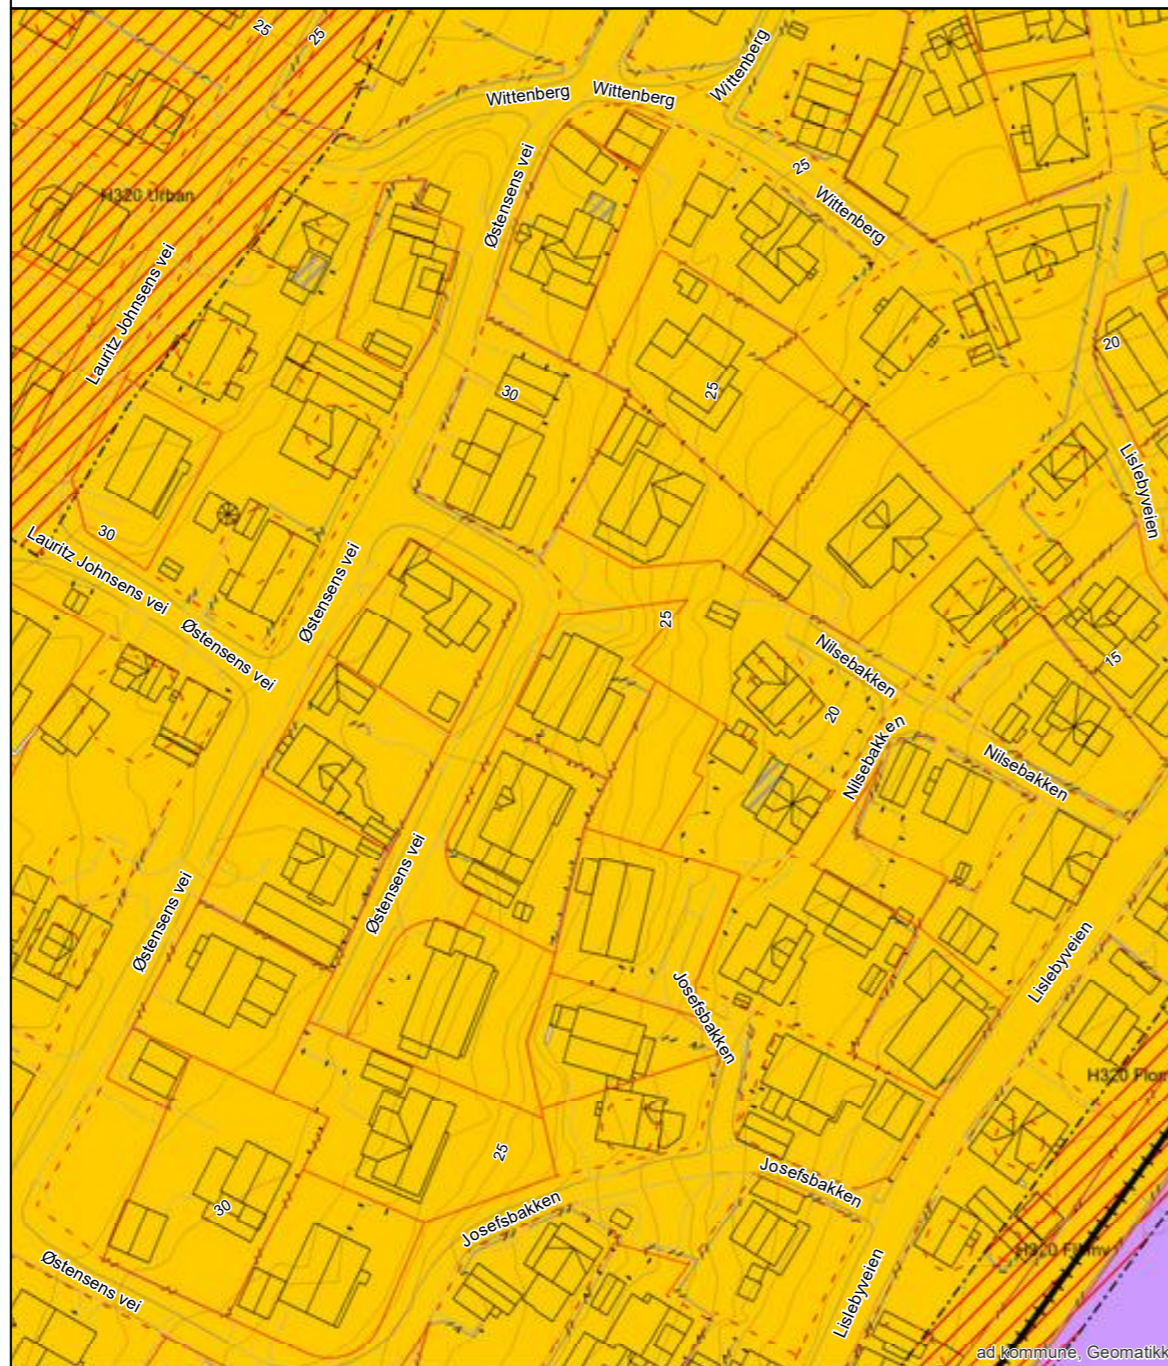 25
25
Wittenberg
Wittenberg
Wittenberg
25
Wittenberg
Østensens vei
H320 Urban
Lauritz Johnsens vei
20
30
25
Lislebyveien
30
Lauritz Johnsens vei
Østensens vei
Østensens vei
25
Nilsebakken
15
20
Nilsebakken
Nilsebakken
Østensens vei
Østensens vei
Lislebyveien
Josefsbakken
H320 Flom
25
Josefsbakken
Josefsbakken
30
Østensens vei
Lislebyveien
ad kommune, Geomatikk